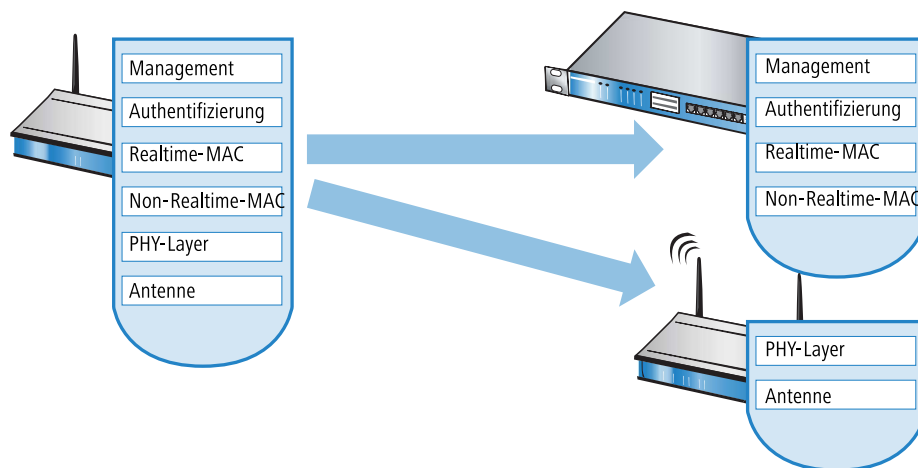 Management
Authentifizierung
Realtime-MAC
Non-Realtime-MAC
PHY-Layer
Antenne
Management
Authentifizierung
Realtime-MAC
Non-Realtime-MAC
PHY-Layer
Antenne